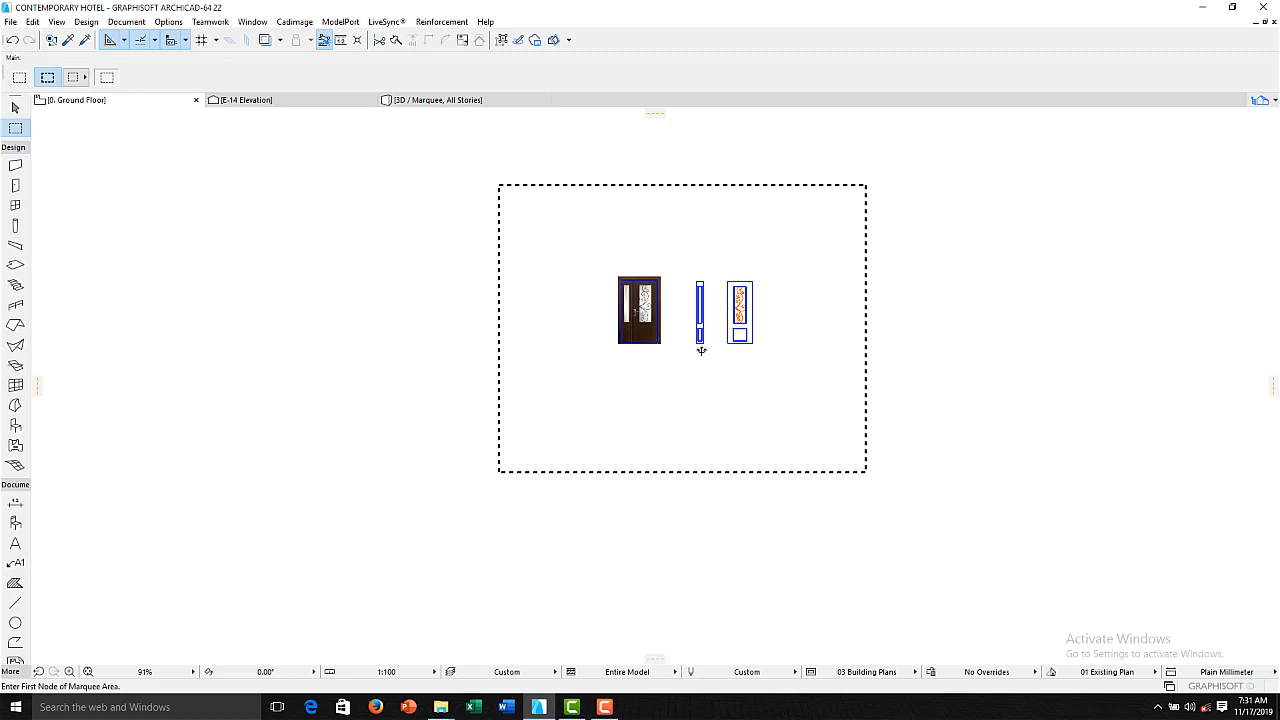 CONTEMPORARY HOTEL - GRAPHISOFT ARCHICAD-64 22
File Edit View Design Document Options Teamwork Window Cadimage ModelPort LiveSync® Reinforcement Help
Main:
[0. Ground Floor] [E-14 Elevation] [3D / Marquee, All Stories]
Design
Docume
More
91% 0.00° 1:100 Custom Entire Model Custom 03 Building Plans No Overrides 01 Existing Plan Plain Millimeter
Enter First Node of Marquee Area.
GRAPHISOFT
Activate Windows
Go to Settings to activate Windows.
Search the web and Windows
7:31 AM
11/17/2019